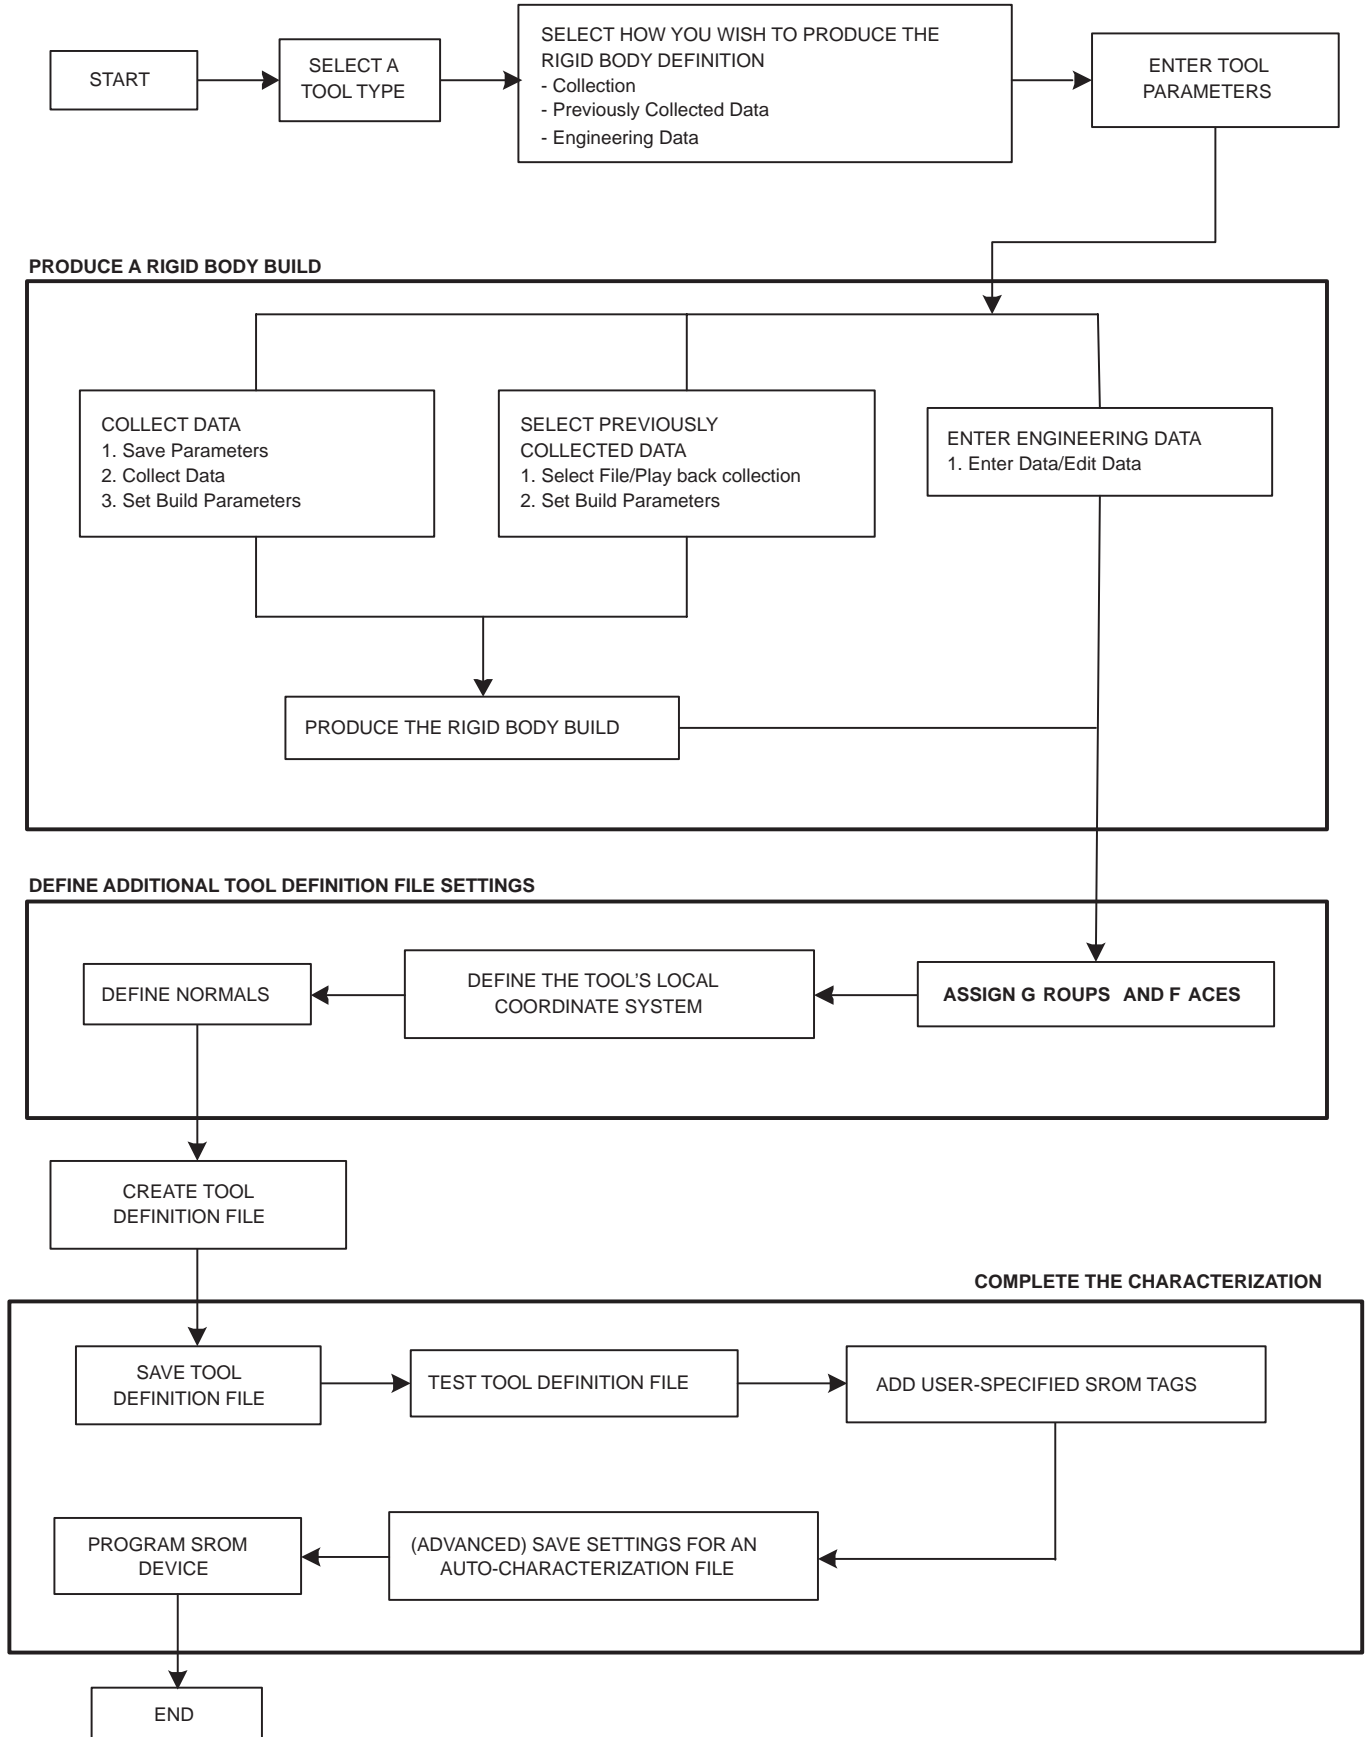 START
SELECT A
TOOL TYPE
SELECT HOW YOU WISH TO PRODUCE THE
RIGID BODY DEFINITION
- Collection
- Previously Collected Data
- Engineering Data
ENTER TOOL
PARAMETERS
PRODUCE A RIGID BODY BUILD
COLLECT DATA
1. Save Parameters
2. Collect Data
3. Set Build Parameters
SELECT PREVIOUSLY
COLLECTED DATA
1. Select File/Play back collection
2. Set Build Parameters
ENTER ENGINEERING DATA
1. Enter Data/Edit Data
PRODUCE THE RIGID BODY BUILD
DEFINE ADDITIONAL TOOL DEFINITION FILE SETTINGS
DEFINE NORMALS
DEFINE THE TOOL’S LOCAL
COORDINATE SYSTEM
ASSIGN G ROUPS AND F ACES
CREATE TOOL
DEFINITION FILE
COMPLETE THE CHARACTERIZATION
SAVE TOOL
DEFINITION FILE
TEST TOOL DEFINITION FILE
ADD USER-SPECIFIED SROM TAGS
PROGRAM SROM
DEVICE
(ADVANCED) SAVE SETTINGS FOR AN
AUTO-CHARACTERIZATION FILE
END